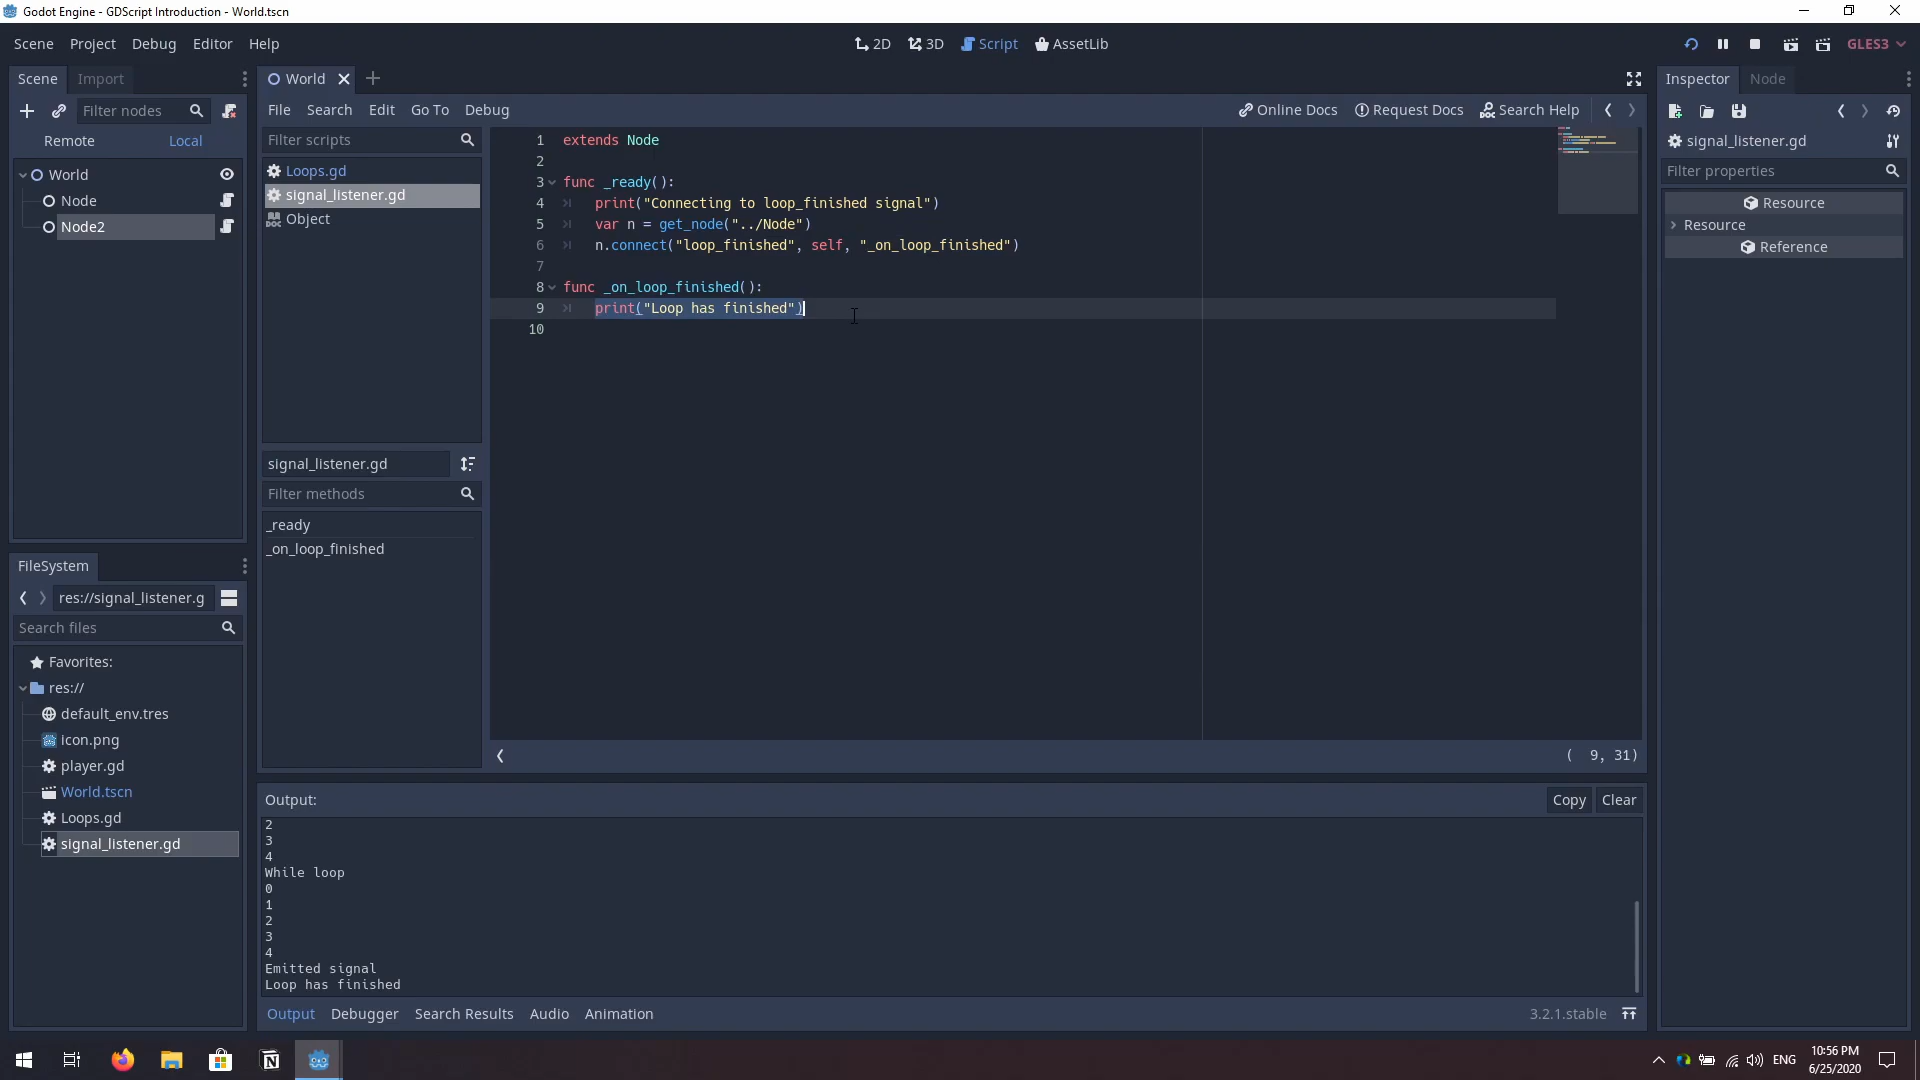 Godot Engine - GDScript Introduction - World.tscn
Scene Project Debug Editor Help
2D 3D Script AssetLib
GLES3
Scene Import
Filter nodes
Remote Local
World
Node
Node2
FileSystem
res://signal_listener.g
Search files
Favorites:
res://
default_env.tres
icon.png
player.gd
World.tscn
Loops.gd
signal_listener.gd
World
File Search Edit Go To Debug
Online Docs Request Docs Search Help
Filter scripts
Loops.gd
signal_listener.gd
Object
signal_listener.gd
Filter methods
_ready
_on_loop_finished
1 extends Node
2
3 func _ready():
4 print("Connecting to loop_finished signal")
5 var n = get_node("../Node")
6 n.connect("loop_finished", self, "_on_loop_finished")
7
8 func _on_loop_finished():
9 print("Loop has finished")
10
( 9, 31)
Output:
Copy Clear
2
3
4
While loop
0
1
2
3
4
Emitted signal
Loop has finished
Output Debugger Search Results Audio Animation
3.2.1.stable
Inspector Node
signal_listener.gd
Filter properties
Resource
Resource
Reference
ENG
10:56 PM
6/25/2020